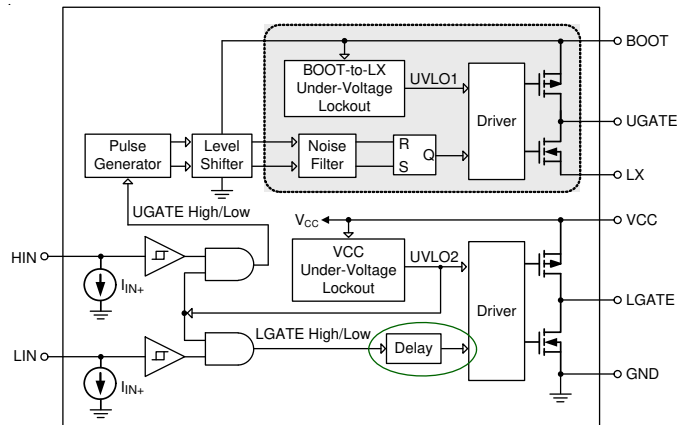 BOOT
BOOT-to-LX
Under-Voltage
Lockout
UVLO1
Driver
UGATE
Pulse
Generator
Level
Shifter
Noise
Filter
R
S
Q
LX
UGATE High/Low
VCC
VCC
HIN
IIN+
VCC
Under-Voltage
Lockout
UVLO2
Driver
LGATE
LGATE High/Low
Delay
LIN
IIN+
GND